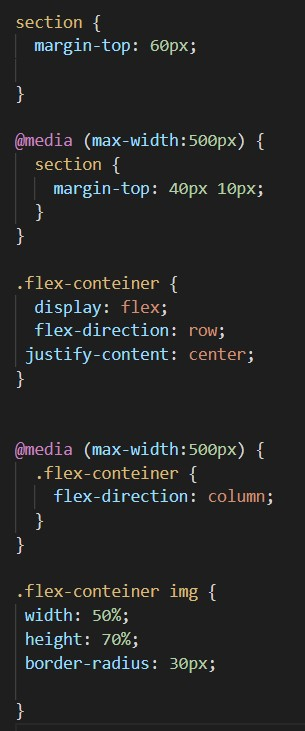 section {
margin-top: 60px;
}
@media (max-width:500px) {
section {
margin-top: 40px 10px;
}
}
.flex-conteiner {
display: flex;
flex-direction: row;
justify-content: center;
}
@media (max-width:500px) {
.flex-conteiner {
flex-direction: column;
}
}
.flex-conteiner img {
width: 50%;
height: 70%;
border-radius: 30px;
}